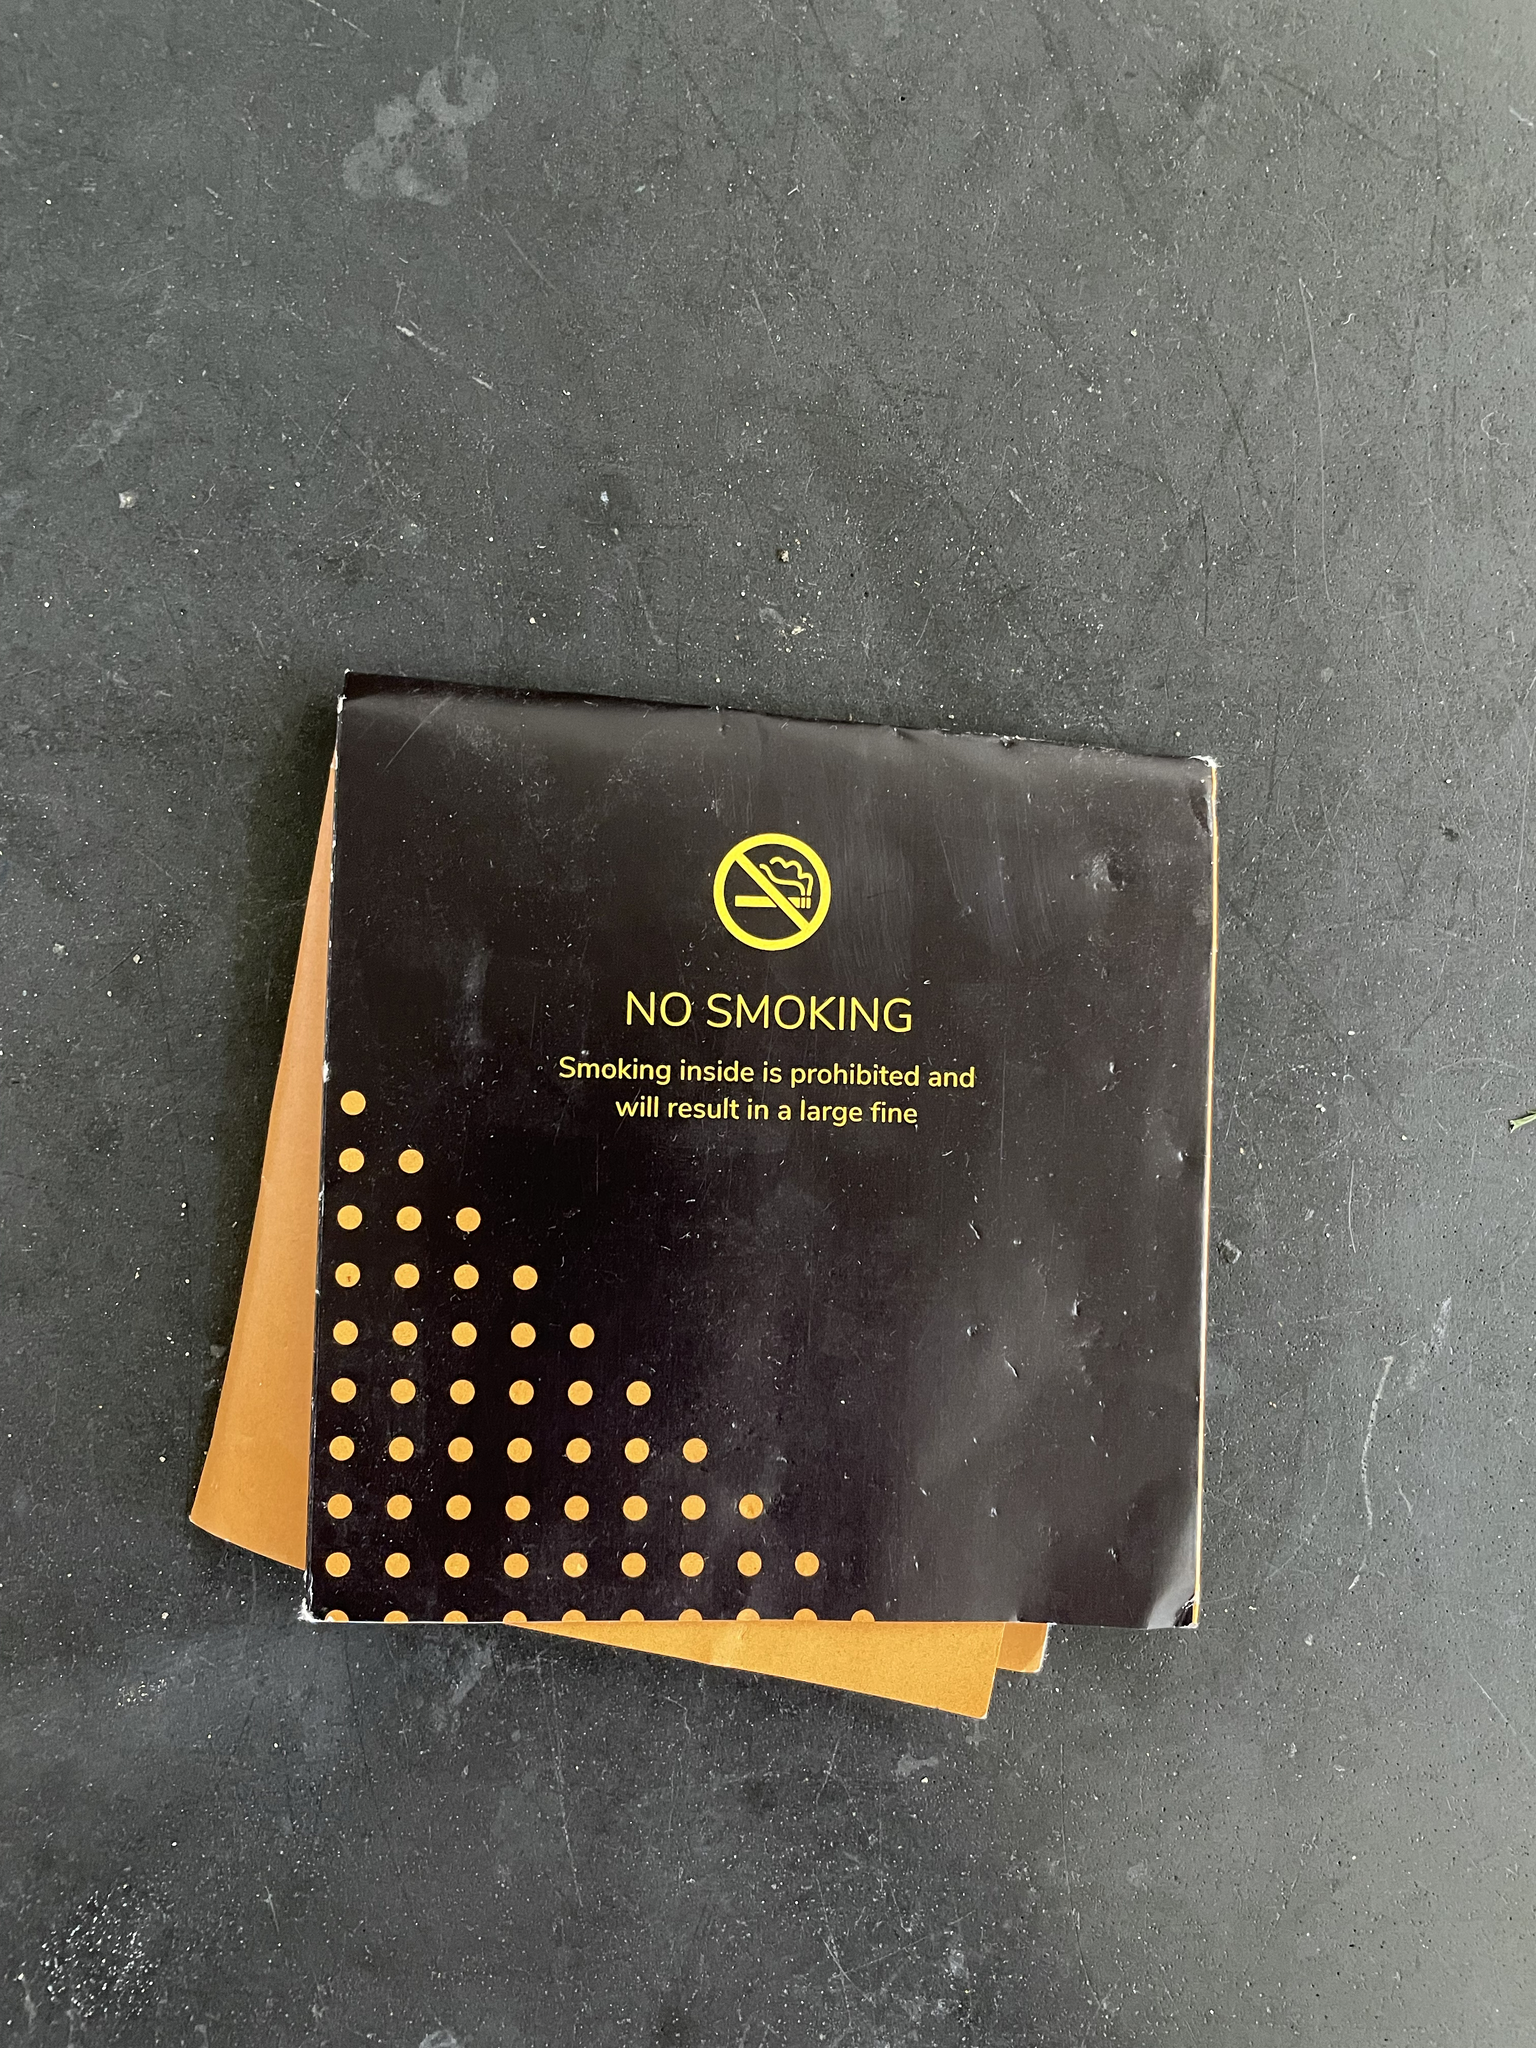 NO SMOKING
Smoking inside is prohibited and
will result in a large fine